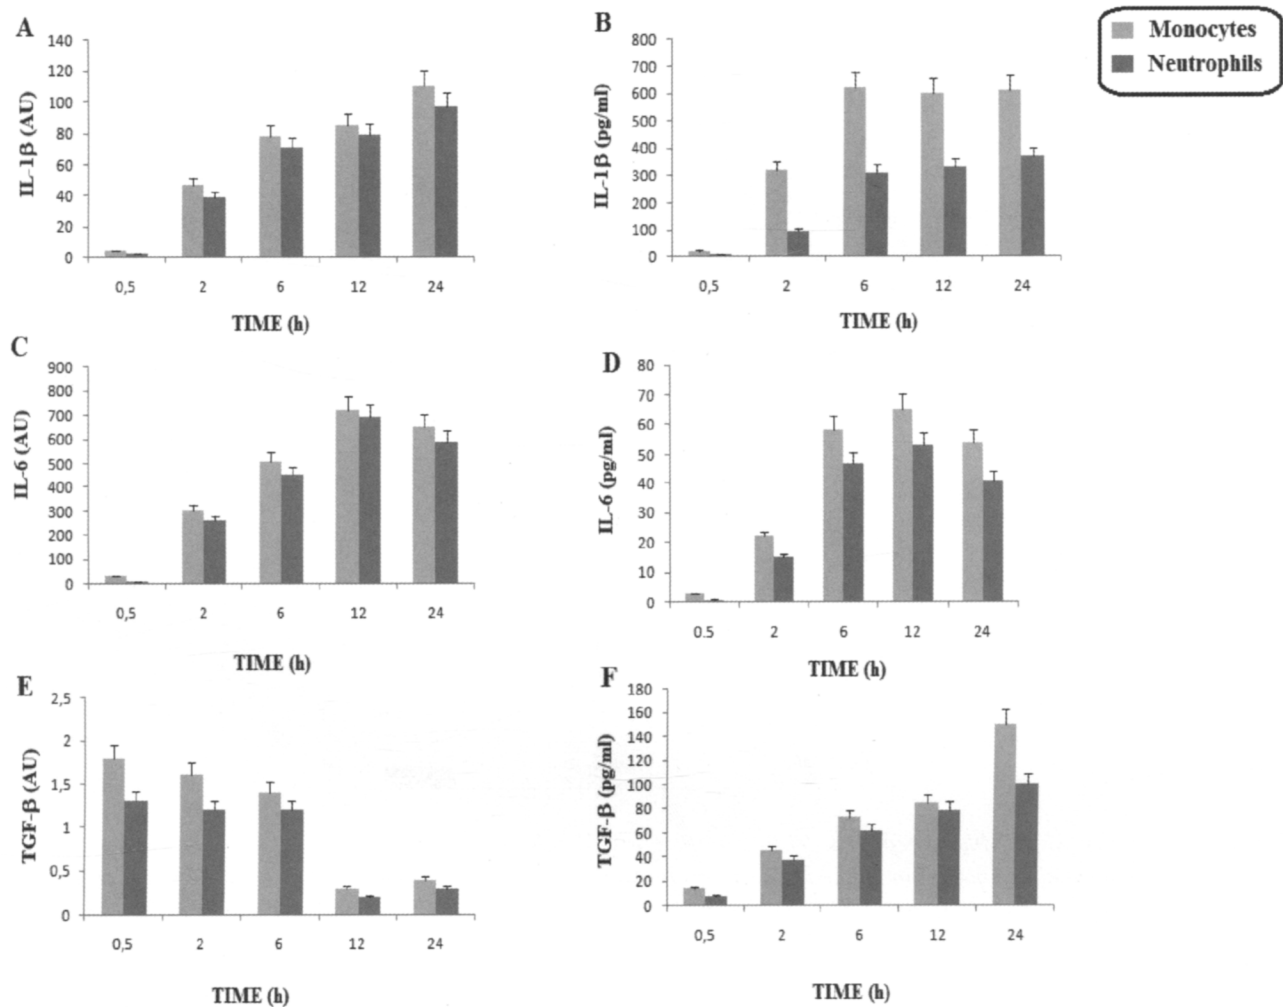 A
IL-1β (AU)
140
120
100
80
60
40
20
0
0,5 2 6 12 24
TIME (h)
B
IL-1β (pg/ml)
800
700
600
500
400
300
200
100
0
0,5 2 6 12 24
TIME (h)
Monocytes
Neutrophils
C
IL-6 (AU)
900
800
700
600
500
400
300
200
100
0
0,5 2 6 12 24
TIME (h)
D
IL-6 (pg/ml)
80
70
60
50
40
30
20
10
0
0.5 2 6 12 24
TIME (h)
E
TGF-β (AU)
2,5
2
1,5
1
0,5
0
0,5 2 6 12 24
TIME (h)
F
TGF-β (pg/ml)
180
160
140
120
100
80
60
40
20
0
0,5 2 6 12 24
TIME (h)